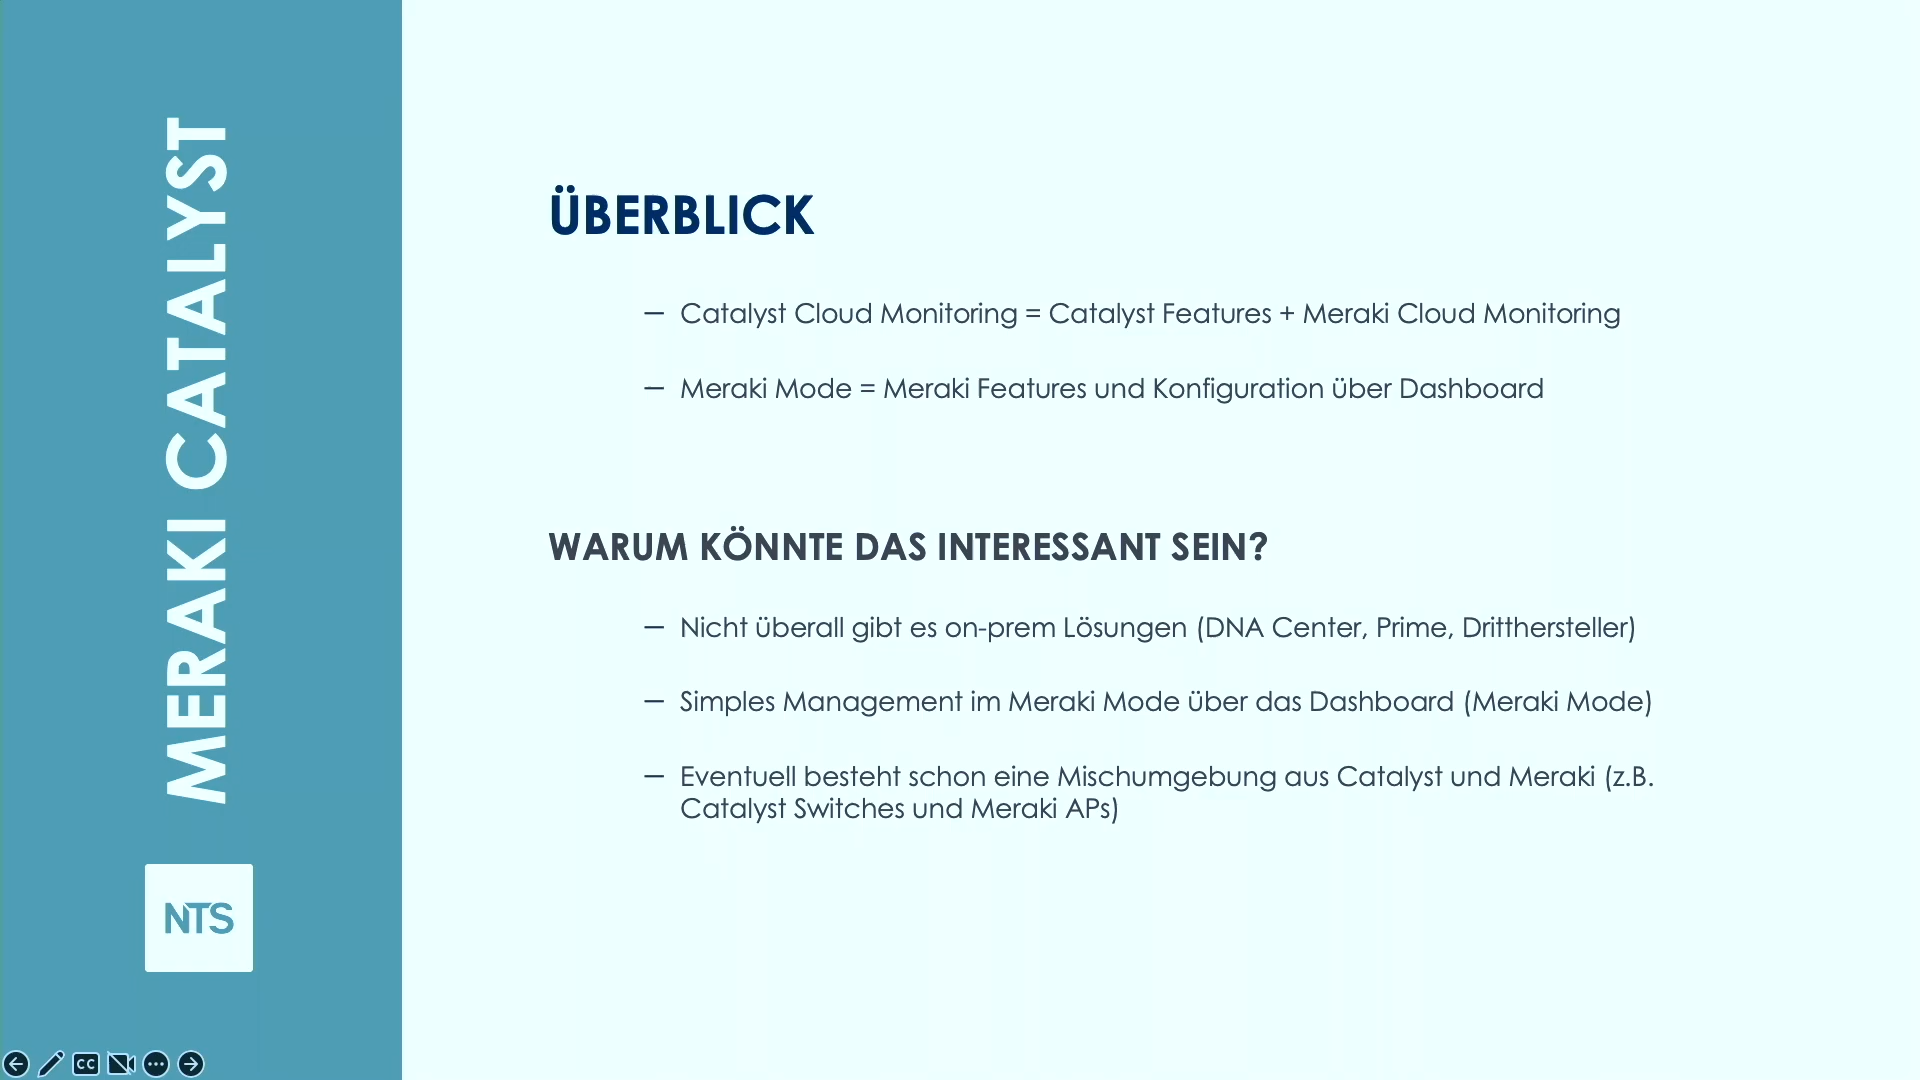 MERAKI CATALYST
NTS
ÜBERBLICK
— Catalyst Cloud Monitoring = Catalyst Features + Meraki Cloud Monitoring
— Meraki Mode = Meraki Features und Konfiguration über Dashboard
WARUM KÖNNTE DAS INTERESSANT SEIN?
— Nicht überall gibt es on-prem Lösungen (DNA Center, Prime, Dritthersteller)
— Simples Management im Meraki Mode über das Dashboard (Meraki Mode)
— Eventuell besteht schon eine Mischumgebung aus Catalyst und Meraki (z.B.
Catalyst Switches und Meraki APs)
CC